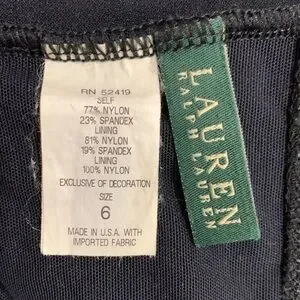 RN 52419
SELF
77% NYLON
23% SPANDEX
LINING
81% NYLON
19% SPANDEX
LINING
100% NYLON
EXCLUSIVE OF DECORATION
SIZE
6
MADE IN U.S.A. WITH
IMPORTED FABRIC
LAUREN
RALPH LAUREN